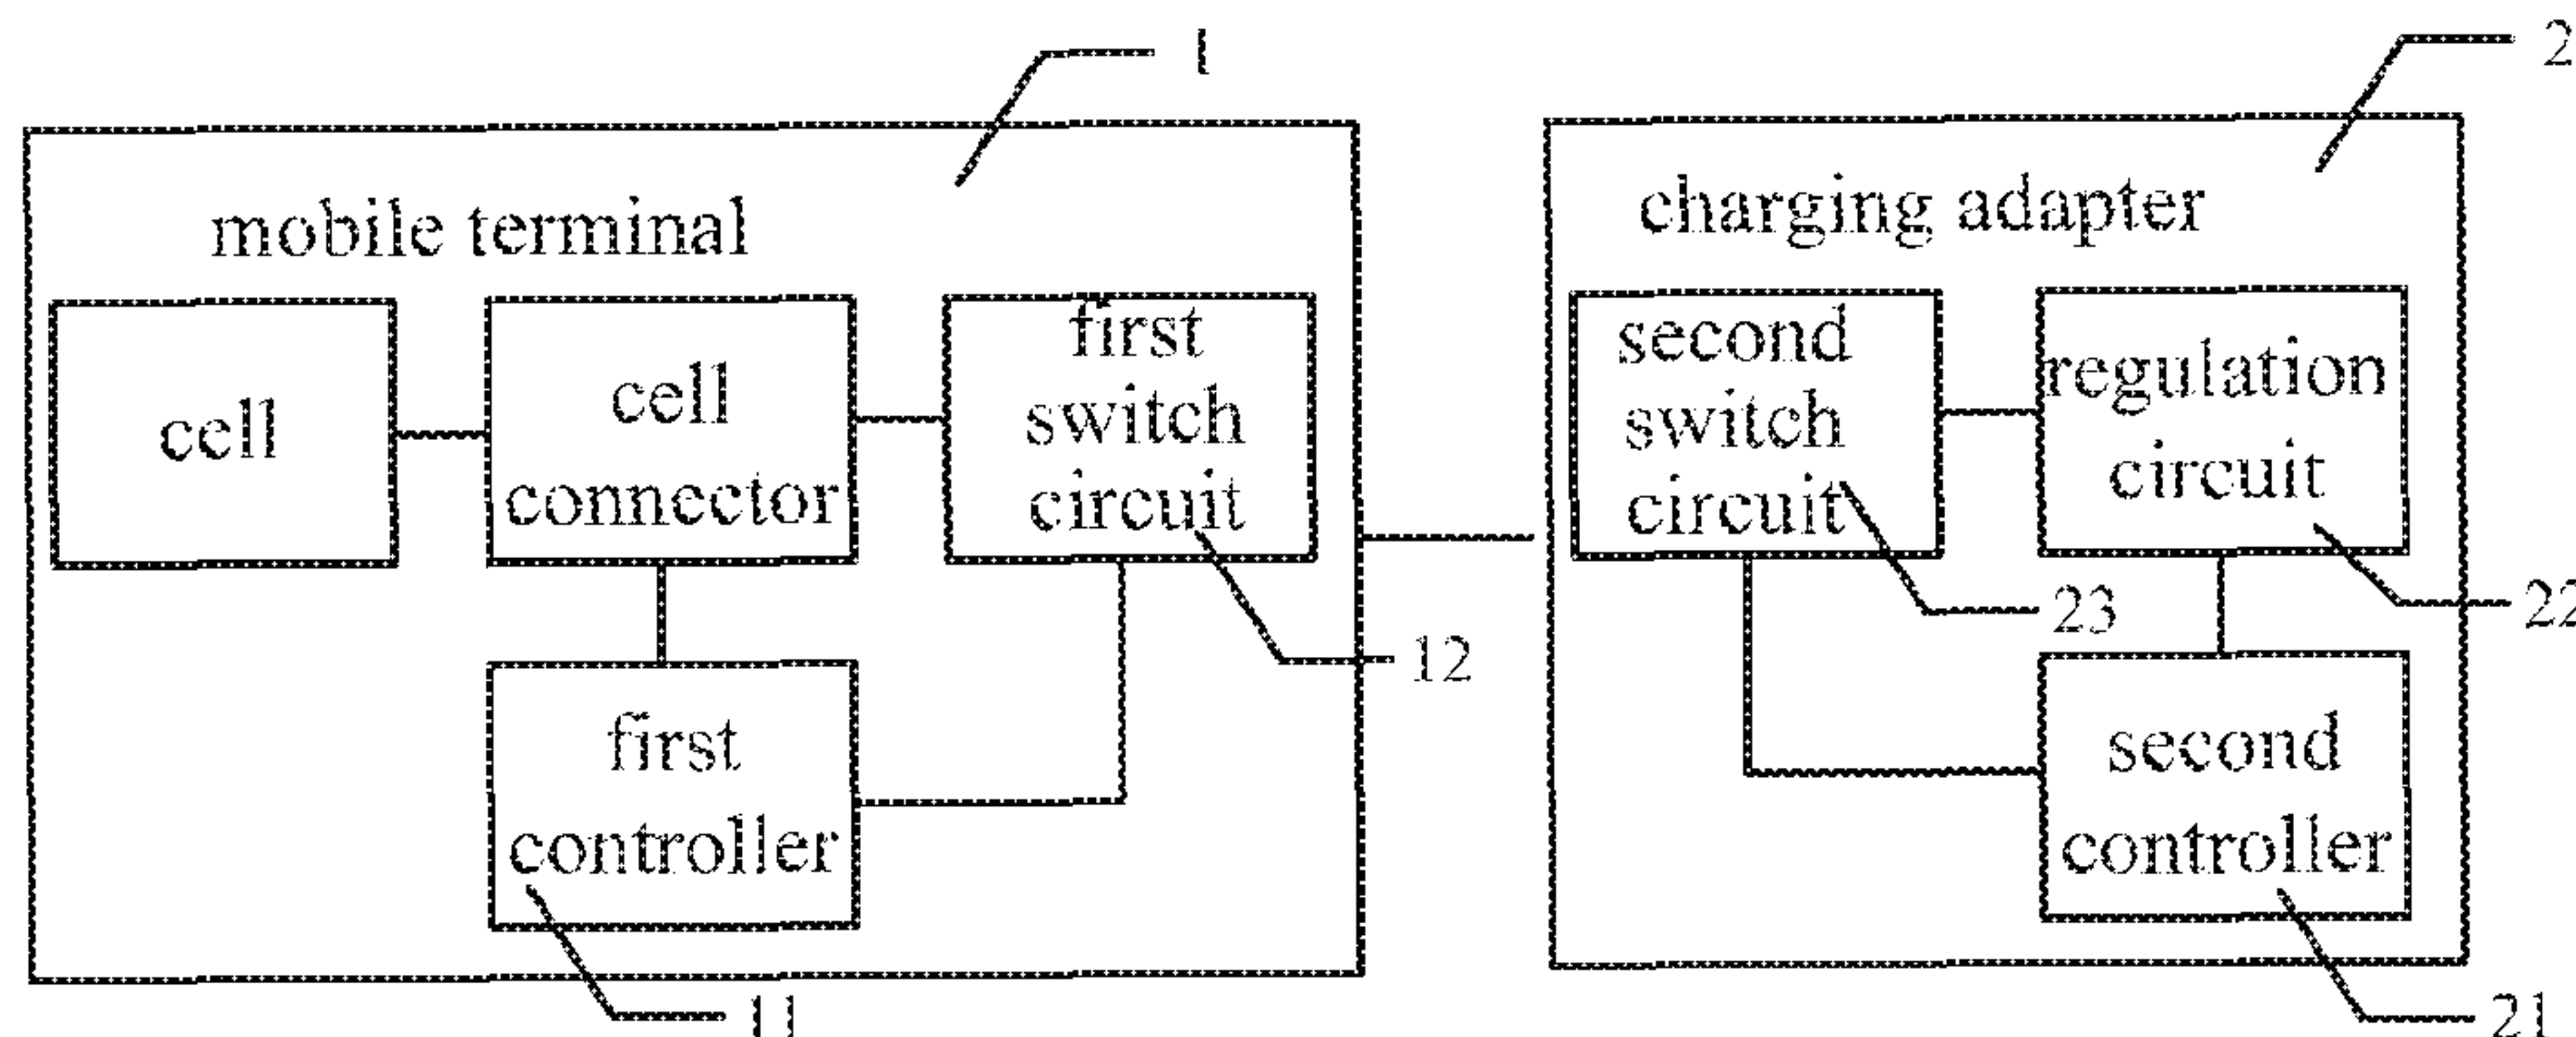 1
2
mobile terminal
charging adapter
cell
cell
connector
first
switch
circuit
second
switch
circuit
regulation
circuit
12
23
22
first
controller
second
controller
11
21